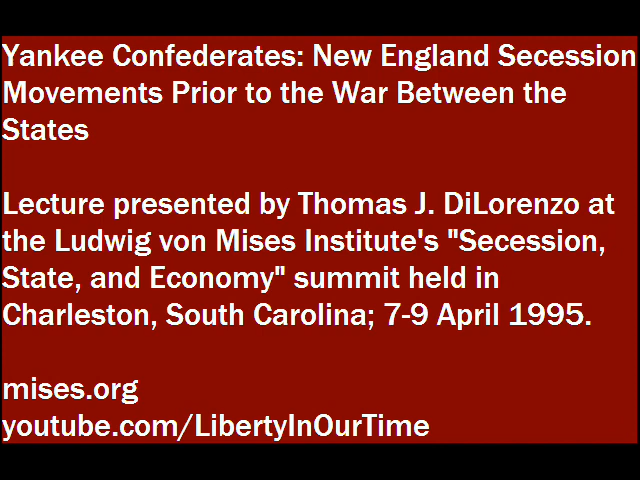 Yankee Confederates: New England Secession
Movements Prior to the War Between the
States
Lecture presented by Thomas J. DiLorenzo at
the Ludwig von Mises Institute's "Secession,
State, and Economy" summit held in
Charleston, South Carolina; 7-9 April 1995.
mises.org
youtube.com/LibertyInOurTime